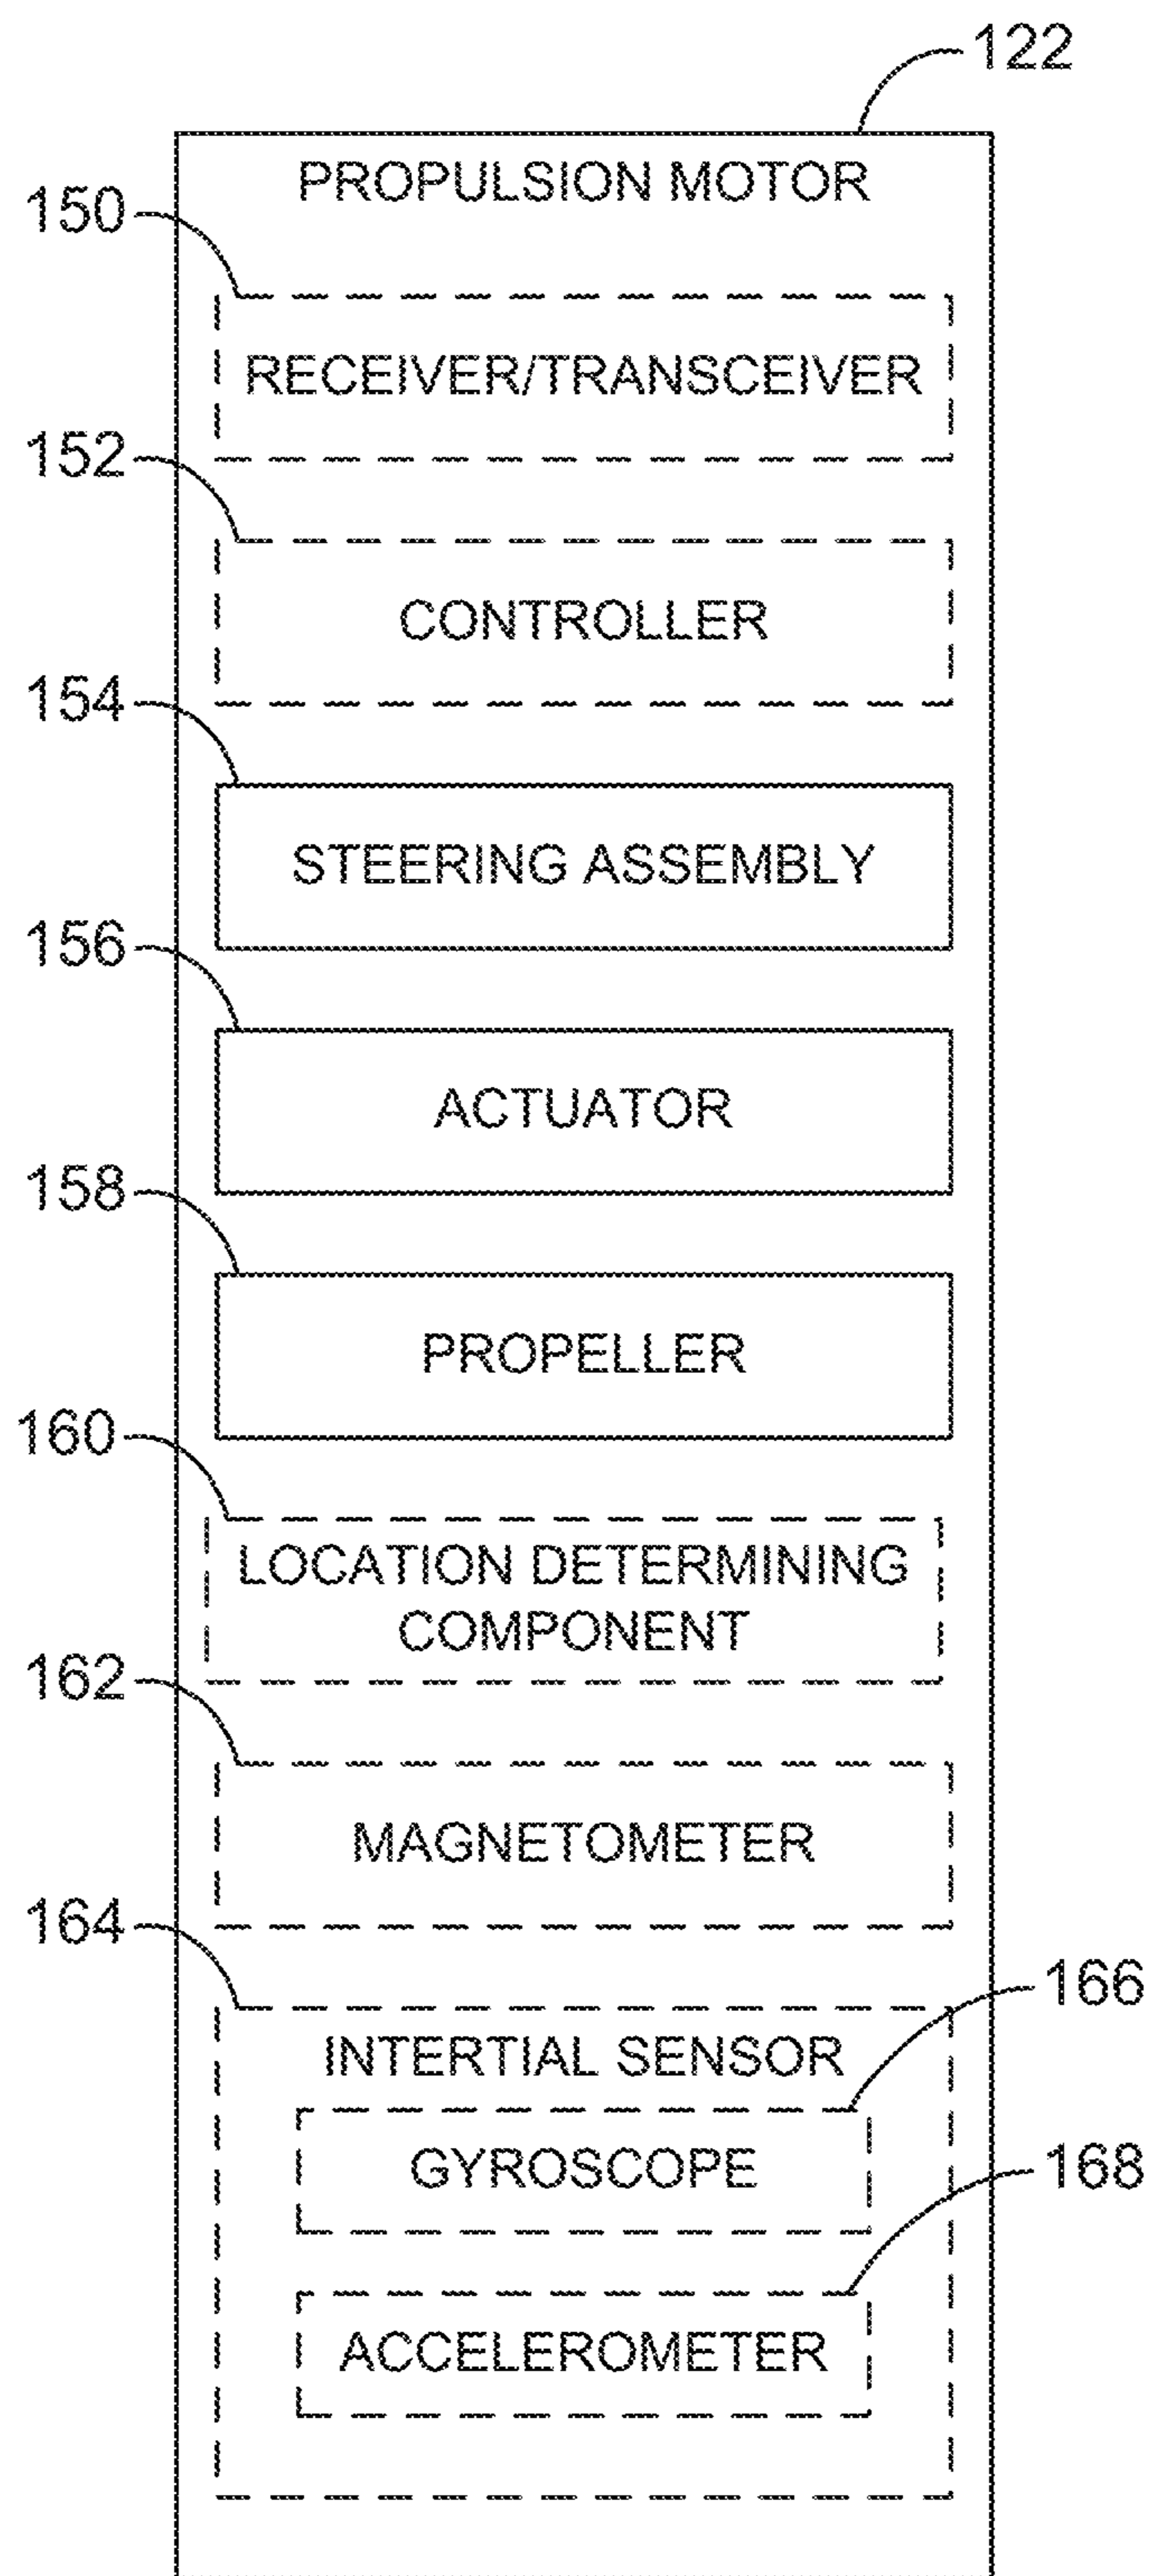 122
PROPULSION MOTOR
150
RECEIVER/TRANSCEIVER
152
CONTROLLER
154
STEERING ASSEMBLY
156
ACTUATOR
158
PROPELLER
160
LOCATION DETERMINING
COMPONENT
162
MAGNETOMETER
164
INTERTIAL SENSOR
166
GYROSCOPE
168
ACCELEROMETER